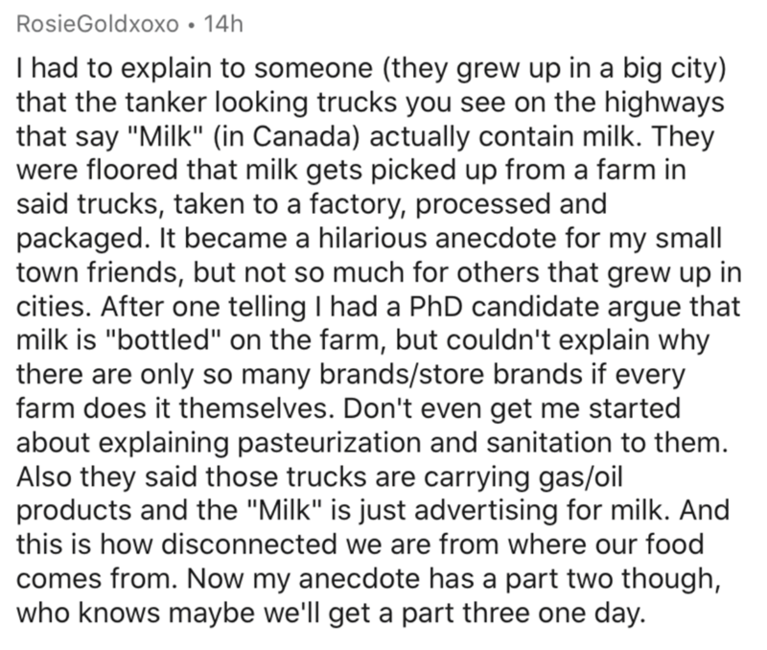 RosieGoldxoxo • 14h
I had to explain to someone (they grew up in a big city)
that the tanker looking trucks you see on the highways
that say "Milk" (in Canada) actually contain milk. They
were floored that milk gets picked up from a farm in
said trucks, taken to a factory, processed and
packaged. It became a hilarious anecdote for my small
town friends, but not so much for others that grew up in
cities. After one telling I had a PhD candidate argue that
milk is "bottled" on the farm, but couldn't explain why
there are only so many brands/store brands if every
farm does it themselves. Don't even get me started
about explaining pasteurization and sanitation to them.
Also they said those trucks are carrying gas/oil
products and the "Milk" is just advertising for milk. And
this is how disconnected we are from where our food
comes from. Now my anecdote has a part two though,
who knows maybe we'll get a part three one day.